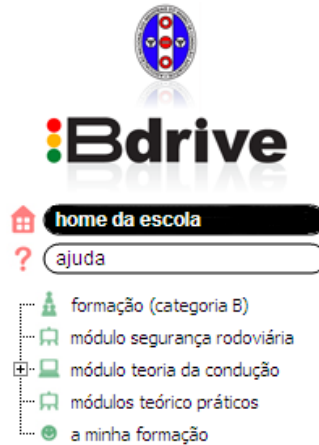 Bdrive
home da escola
? ajuda
formação (categoria B)
módulo segurança rodoviária
módulo teoria da condução
módulos teórico práticos
a minha formação